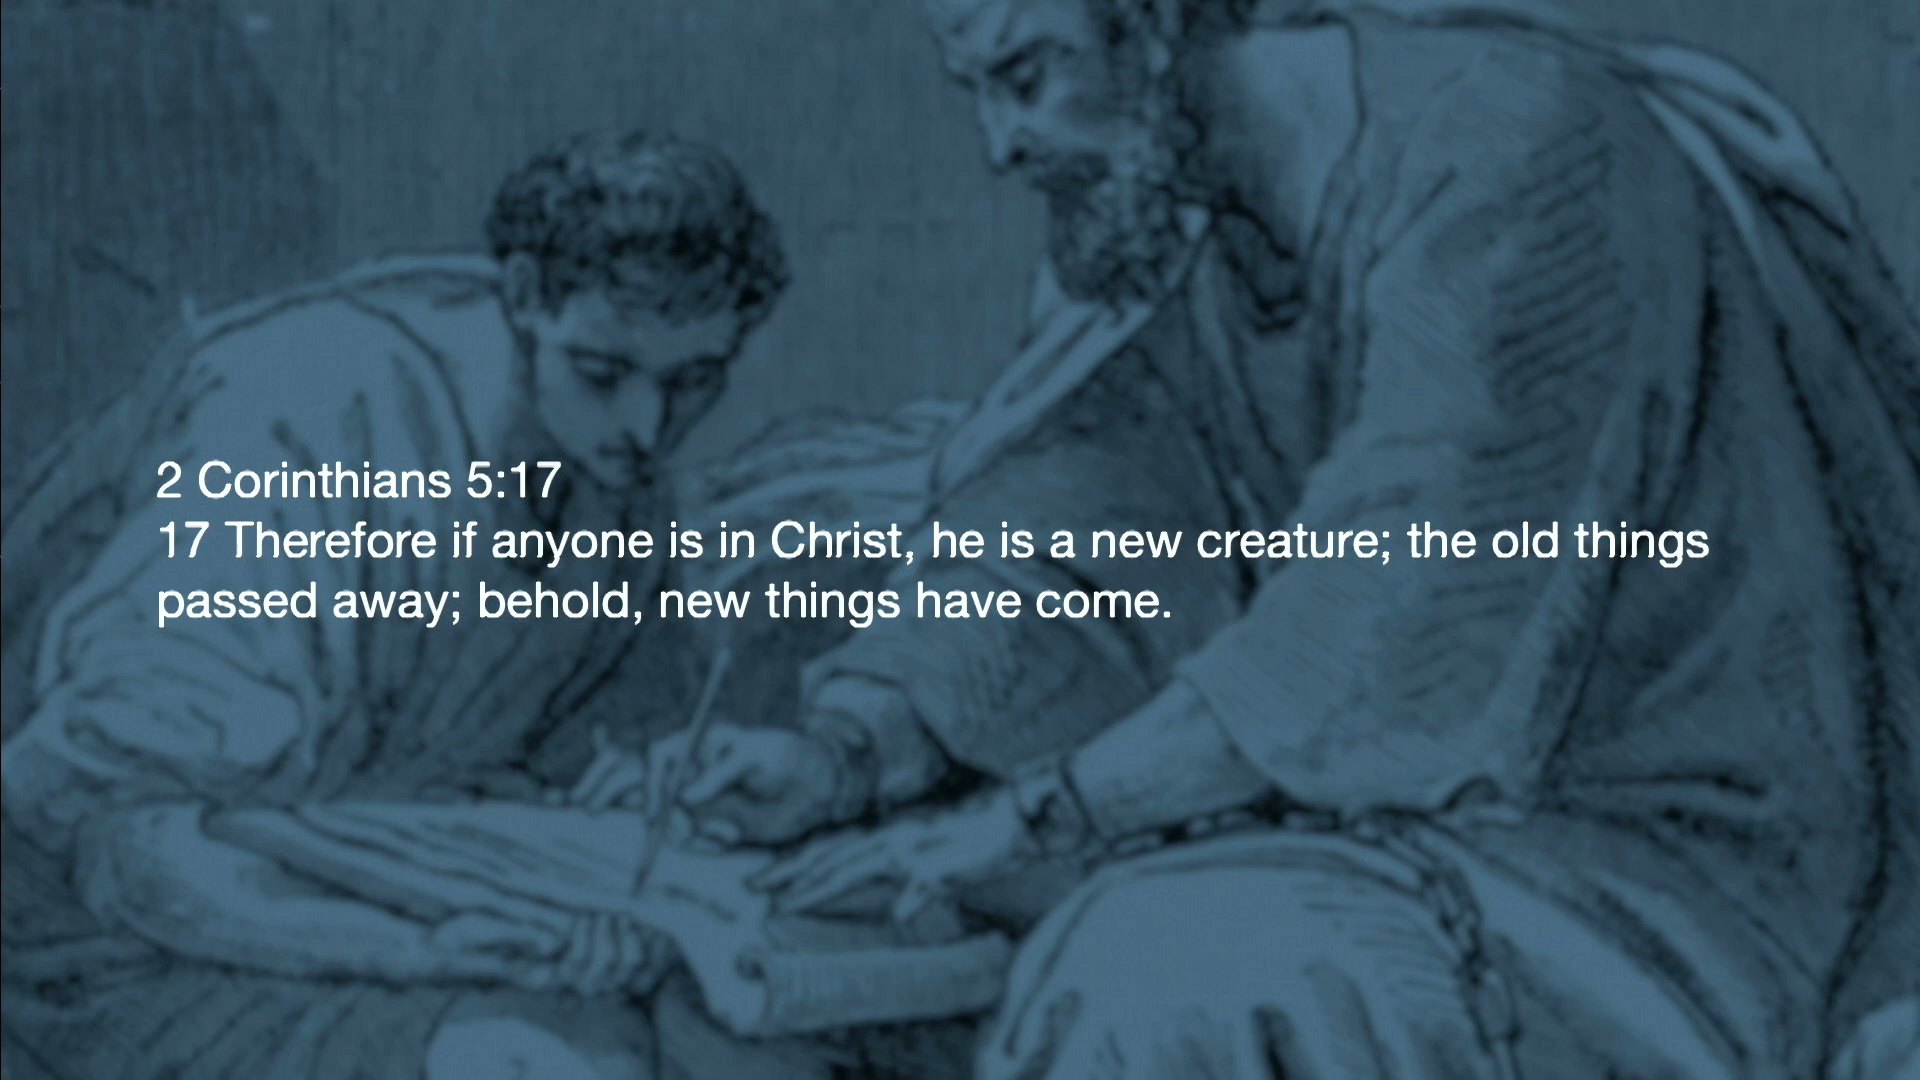 2 Corinthians 5:17
17 Therefore if anyone is in Christ, he is a new creature; the old things
passed away; behold, new things have come.